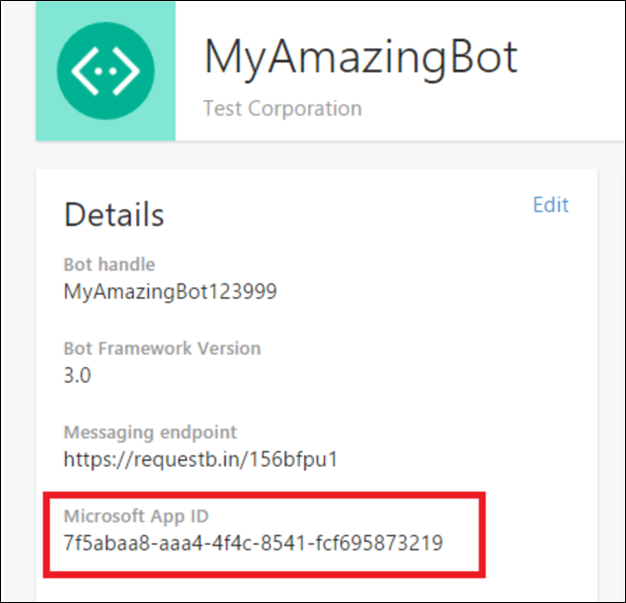 MyAmazingBot
Test Corporation
Details
Edit
Bot handle
MyAmazingBot123999
Bot Framework Version
3.0
Messaging endpoint
https://requestb.in/156bfpu1
Microsoft App ID
7f5abaa8-aaa4-4f4c-8541-fcf695873219